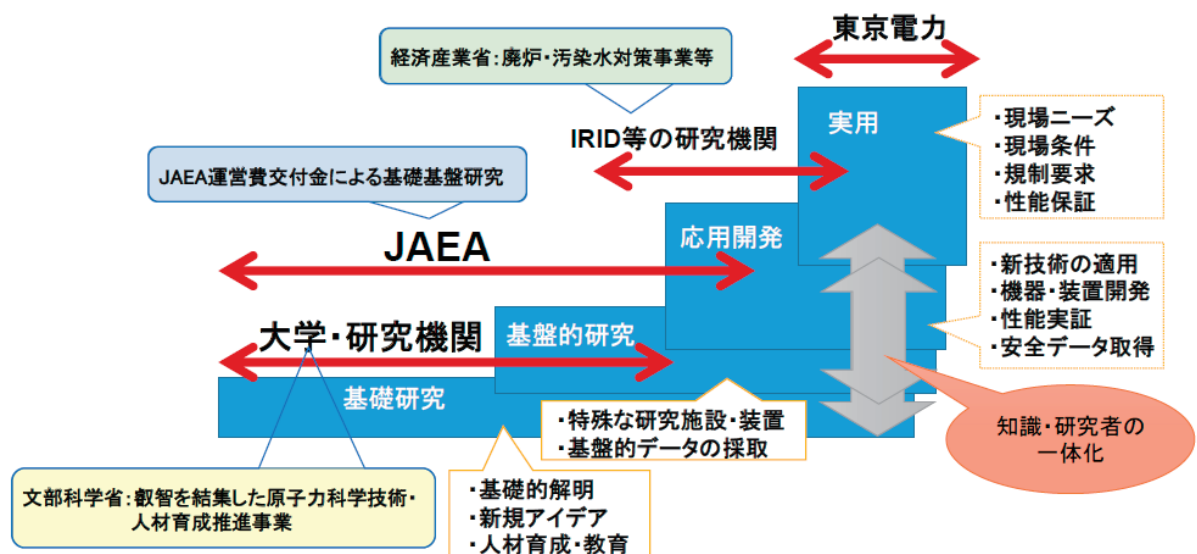 東京電力
経済産業省：廃炉・汚染水対策事業等
実用
・現場ニーズ
・現場条件
・規制要求
・性能保証
IRID等の研究機関
JAEA運営費交付金による基礎基盤研究
応用開発
JAEA
・新技術の適用
・機器・装置開発
・性能実証
・安全データ取得
大学・研究機関
基盤的研究
基礎研究
・特殊な研究施設・装置
・基盤的データの採取
知識・研究者の
一体化
文部科学省：叡智を結集した原子力科学技術・
人材育成推進事業
・基礎的解明
・新規アイデア
・人材育成・教育